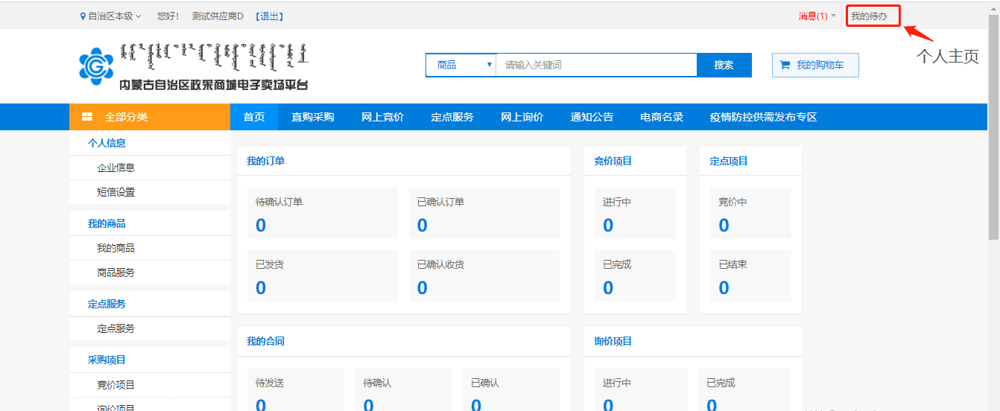 自治区本级 您好！ 测试供应商D 【退出】 消息(1) 我的待办
个人主页
内蒙古自治区政采商城电子卖场平台
商品 请输入关键词 搜索 我的购物车
全部分类 首页 直购采购 网上竞价 定点服务 网上询价 通知公告 电商名录 疫情防控供需发布专区
个人信息
企业信息
短信设置
我的商品
我的商品
商品服务
定点服务
定点服务
采购项目
竞价项目
询价项目
我的订单
待确认订单 已确认订单
0 0
已发货 已确认收货
0 0
竞价项目
进行中
0
已完成
0
定点项目
竞价中
0
已结束
0
我的合同
待发送 待确认 已确认
0 0 0
询价项目
进行中 已完成
0 0